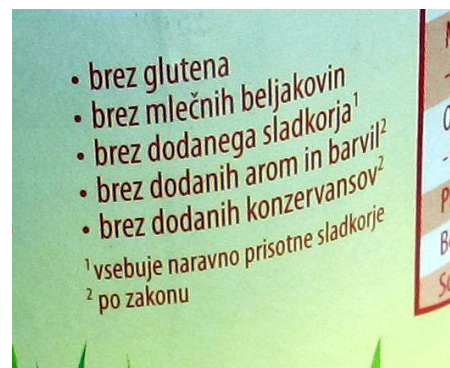 • brez glutena
• brez mlečnih beljakovin
• brez dodanega sladkorja¹
• brez dodanih arom in barvil²
• brez dodanih konzervansov²
¹ vsebuje naravno prisotne sladkorje
² po zakonu